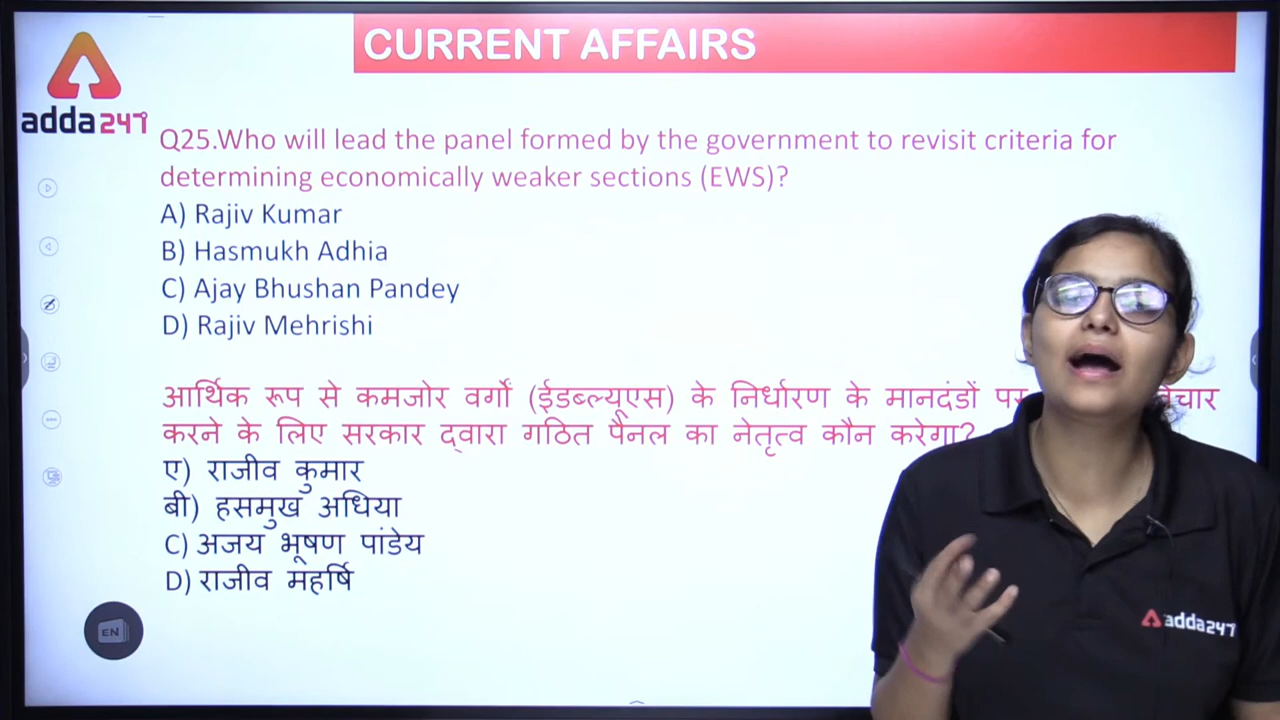 CURRENT AFFAIRS
adda247
Q25.Who will lead the panel formed by the government to revisit criteria for
determining economically weaker sections (EWS)?
A) Rajiv Kumar
B) Hasmukh Adhia
C) Ajay Bhushan Pandey
D) Rajiv Mehrishi
आर्थिक रूप से कमजोर वर्गों (ईडब्ल्यूएस) के निर्धारण के मानदंडों पर
करने के लिए सरकार द्वारा गठित पैनल का नेतृत्व कौन करेगा?
ए) राजीव कुमार
बी) हसमुख अधिया
C) अजय भूषण पांडेय
D) राजीव महर्षि
EN
adda247